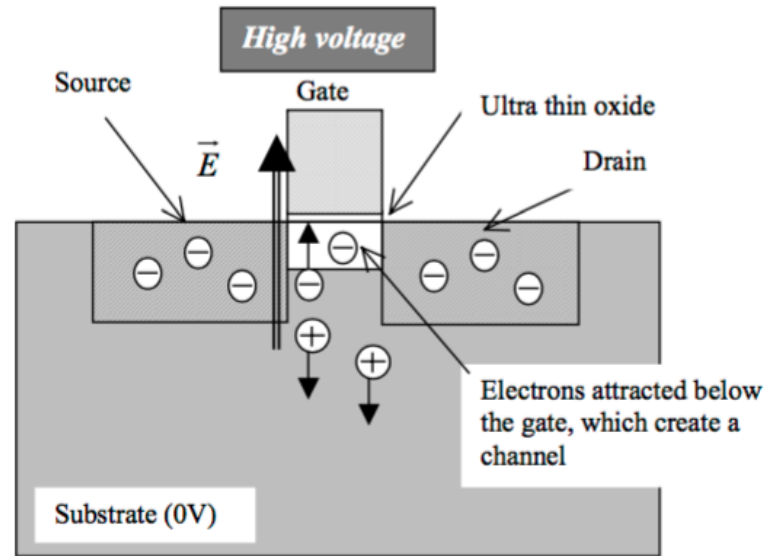 High voltage
Source
Gate
Ultra thin oxide
E
Drain
Electrons attracted below
the gate, which create a
channel
Substrate (0V)